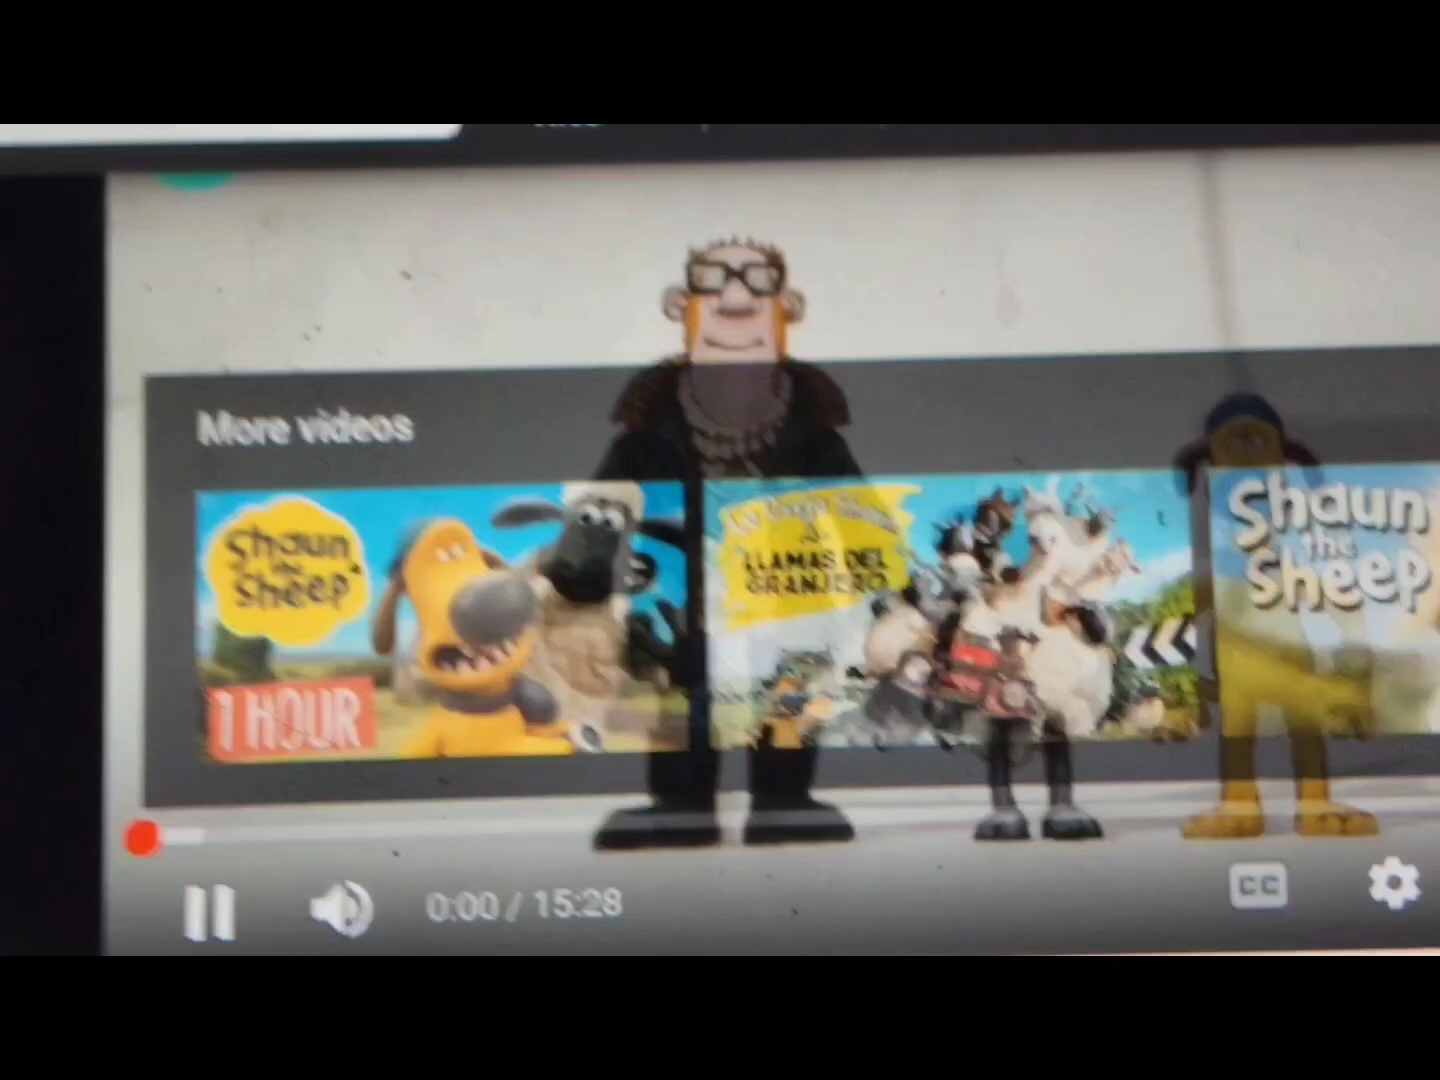 More videos
Shaun
the
Sheep
1 HOUR
LLAMAS DEL
GRANJERO
Shaun
the
Sheep
0:00 / 15:28
CC